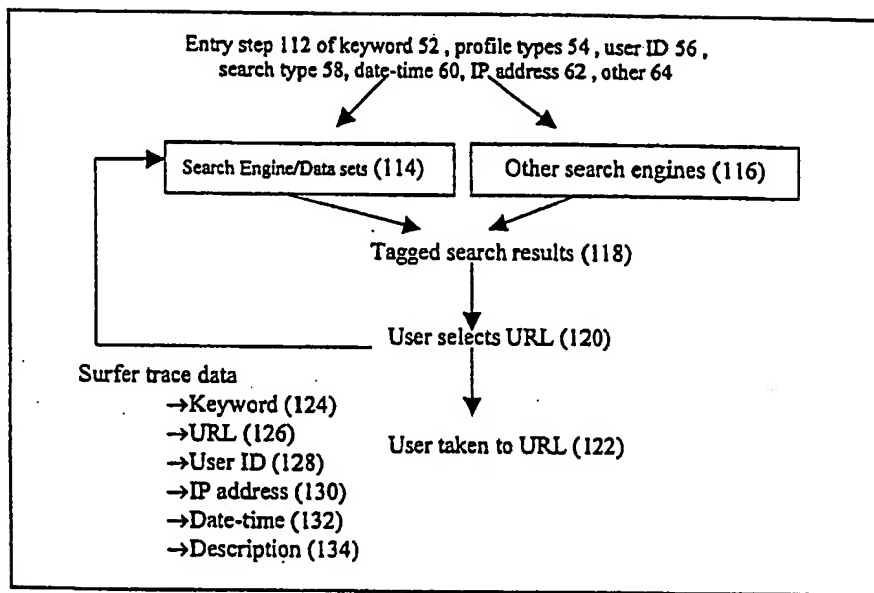 Entry step 112 of keyword 52 , profile types 54 , user ID 56 ,
search type 58, date-time 60, IP address 62 , other 64
Search Engine/Data sets (114)
Other search engines (116)
Tagged search results (118)
User selects URL (120)
Surfer trace data
→Keyword (124)
→URL (126)
User taken to URL (122)
→User ID (128)
→IP address (130)
→Date-time (132)
→Description (134)